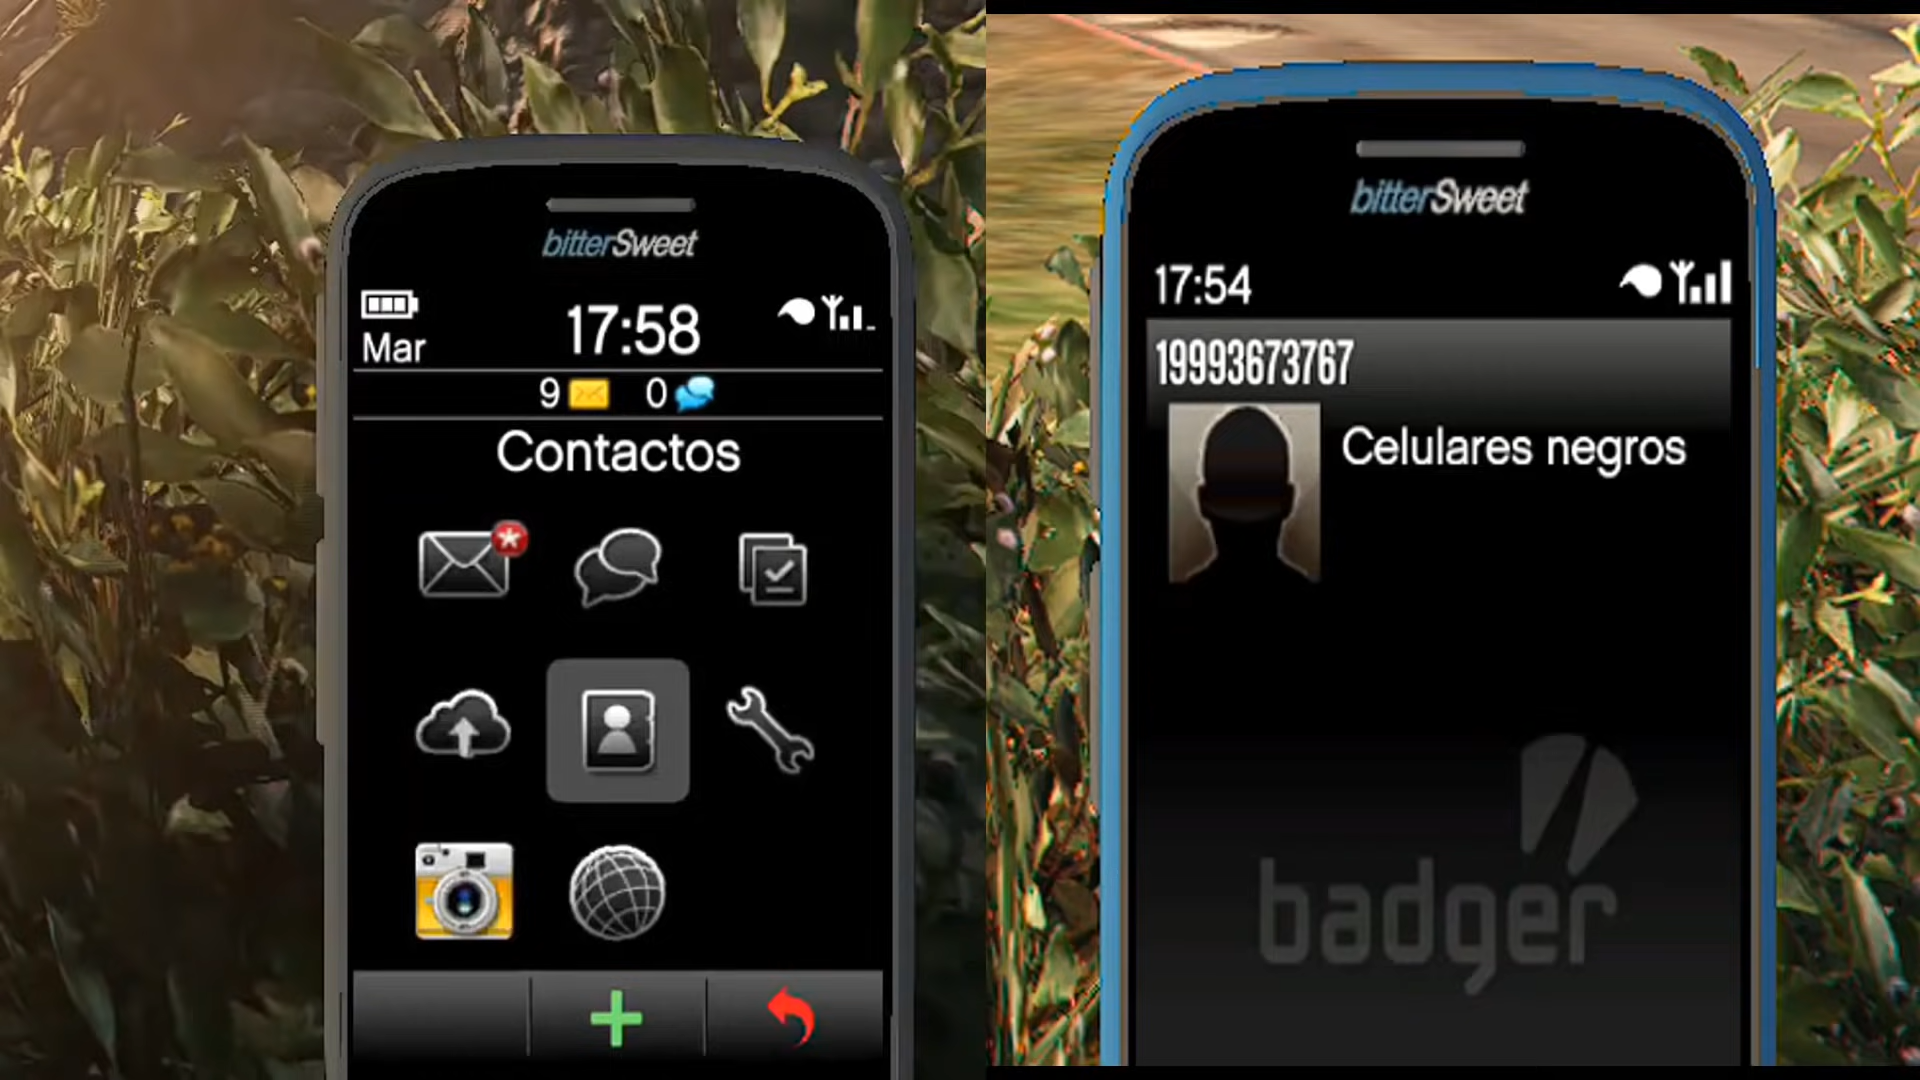 bitterSweet
Mar
17:58
9
0
Contactos
bitterSweet
17:54
19993673767
Celulares negros
badger